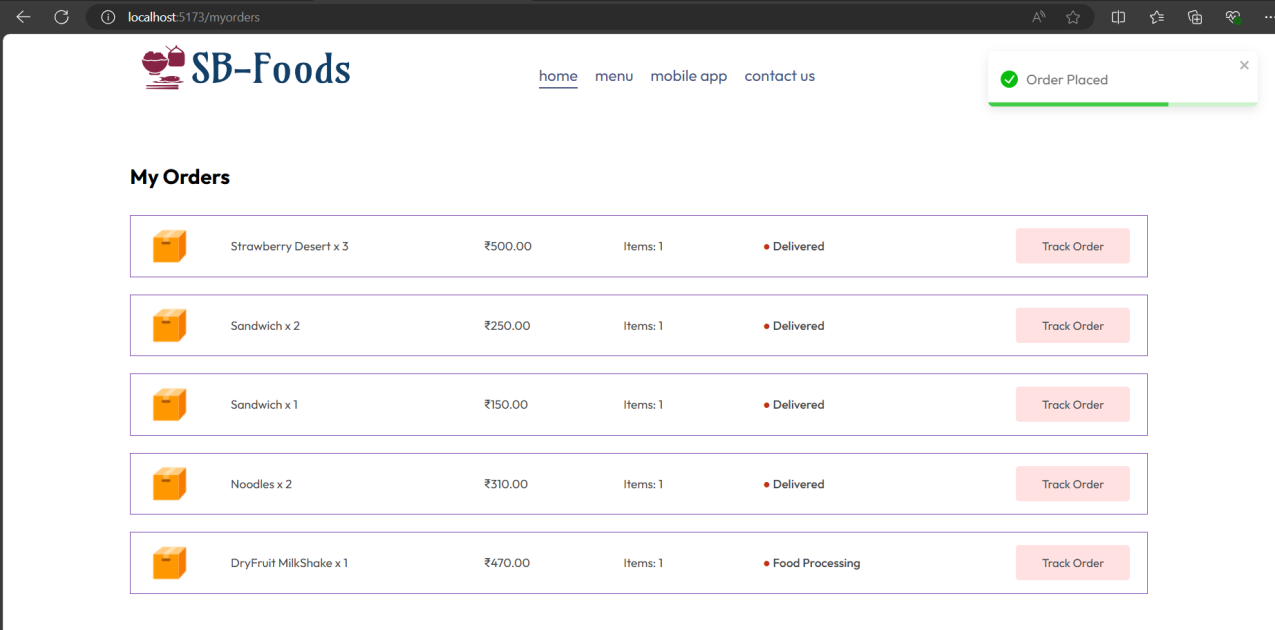 localhost:5173/myorders
SB-Foods
home menu mobile app contact us
Order Placed
My Orders
Strawberry Desert x 3 ₹500.00 Items: 1 Delivered Track Order
Sandwich x 2 ₹250.00 Items: 1 Delivered Track Order
Sandwich x 1 ₹150.00 Items: 1 Delivered Track Order
Noodles x 2 ₹310.00 Items: 1 Delivered Track Order
DryFruit MilkShake x 1 ₹470.00 Items: 1 Food Processing Track Order